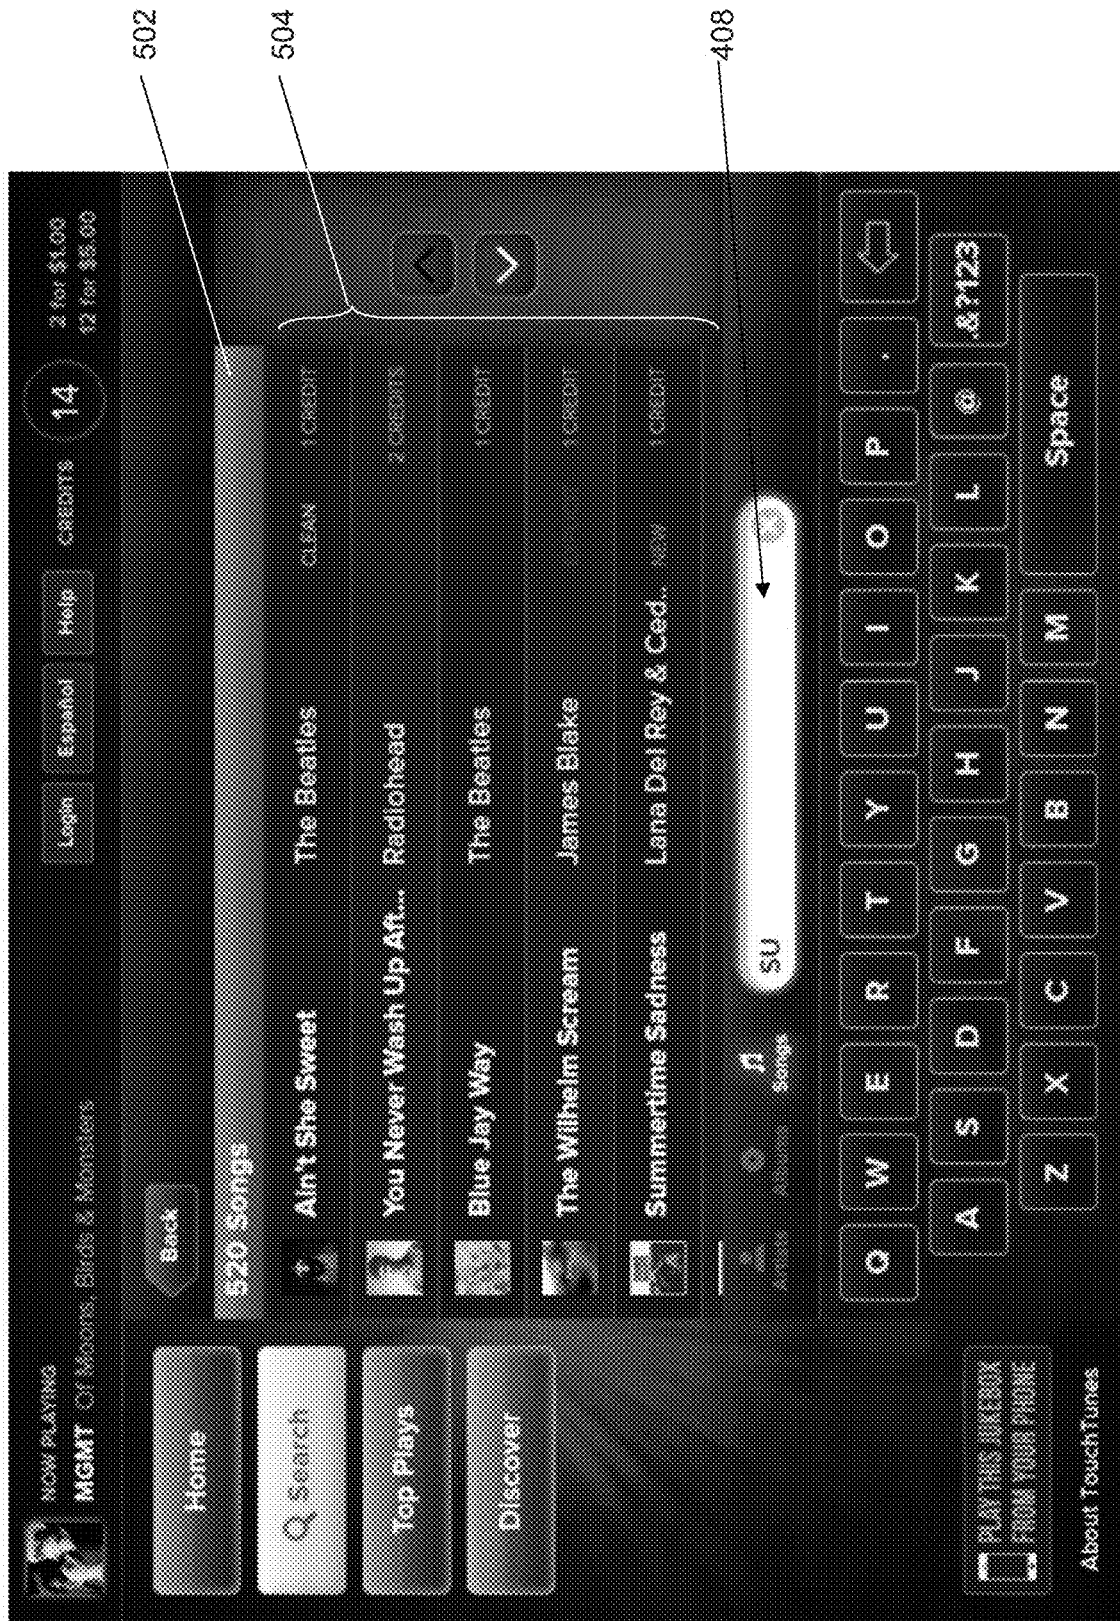 502
504
408
NOW PLAYING
MGMT Of Moons, Birds & Monsters
Login Español Help CREDITS 14
2 for $1.00
12 for $5.00
Home
Search
Top Plays
Discover
Back
520 Songs
Ain't She Sweet The Beatles CLEAN 1 CREDIT
You Never Wash Up Aft... Radiohead 2 CREDITS
Blue Jay Way The Beatles 1 CREDIT
The Wilhelm Scream James Blake 1 CREDIT
Summertime Sadness Lana Del Rey & Ced.. NEW 1 CREDIT
Artists Albums Songs SU
Q W E R T Y U I O P .
A S D F G H J K L @ .&?123
Z X C V B N M Space
PLAY THIS JUKEBOX
FROM YOUR PHONE
About TouchTunes